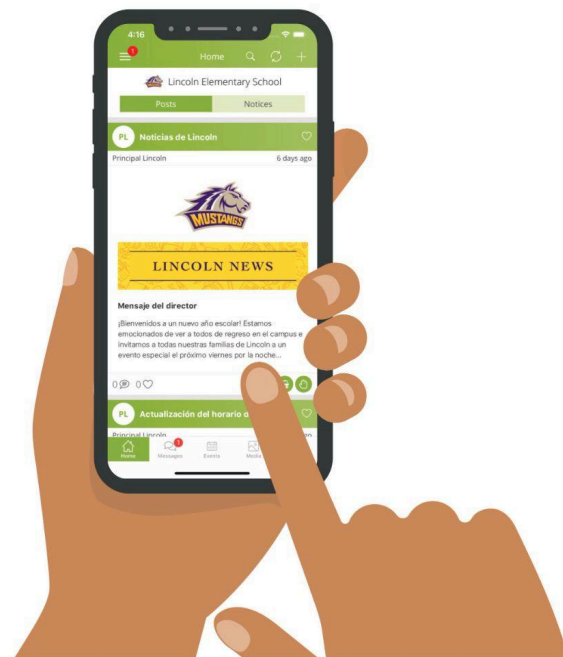 4:16
1
Home
Lincoln Elementary School
Posts
Notices
PL
Noticias de Lincoln
Principal Lincoln
6 days ago
MUSTANGS
LINCOLN NEWS
Mensaje del director
¡Bienvenidos a un nuevo año escolar! Estamos
emocionados de ver a todos de regreso en el campus e
invitamos a todas nuestras familias de Lincoln a un
evento especial el próximo viernes por la noche...
0
0
PL
Actualización del horario d
Principal Lincoln
1
Home
Messages
Events
Media